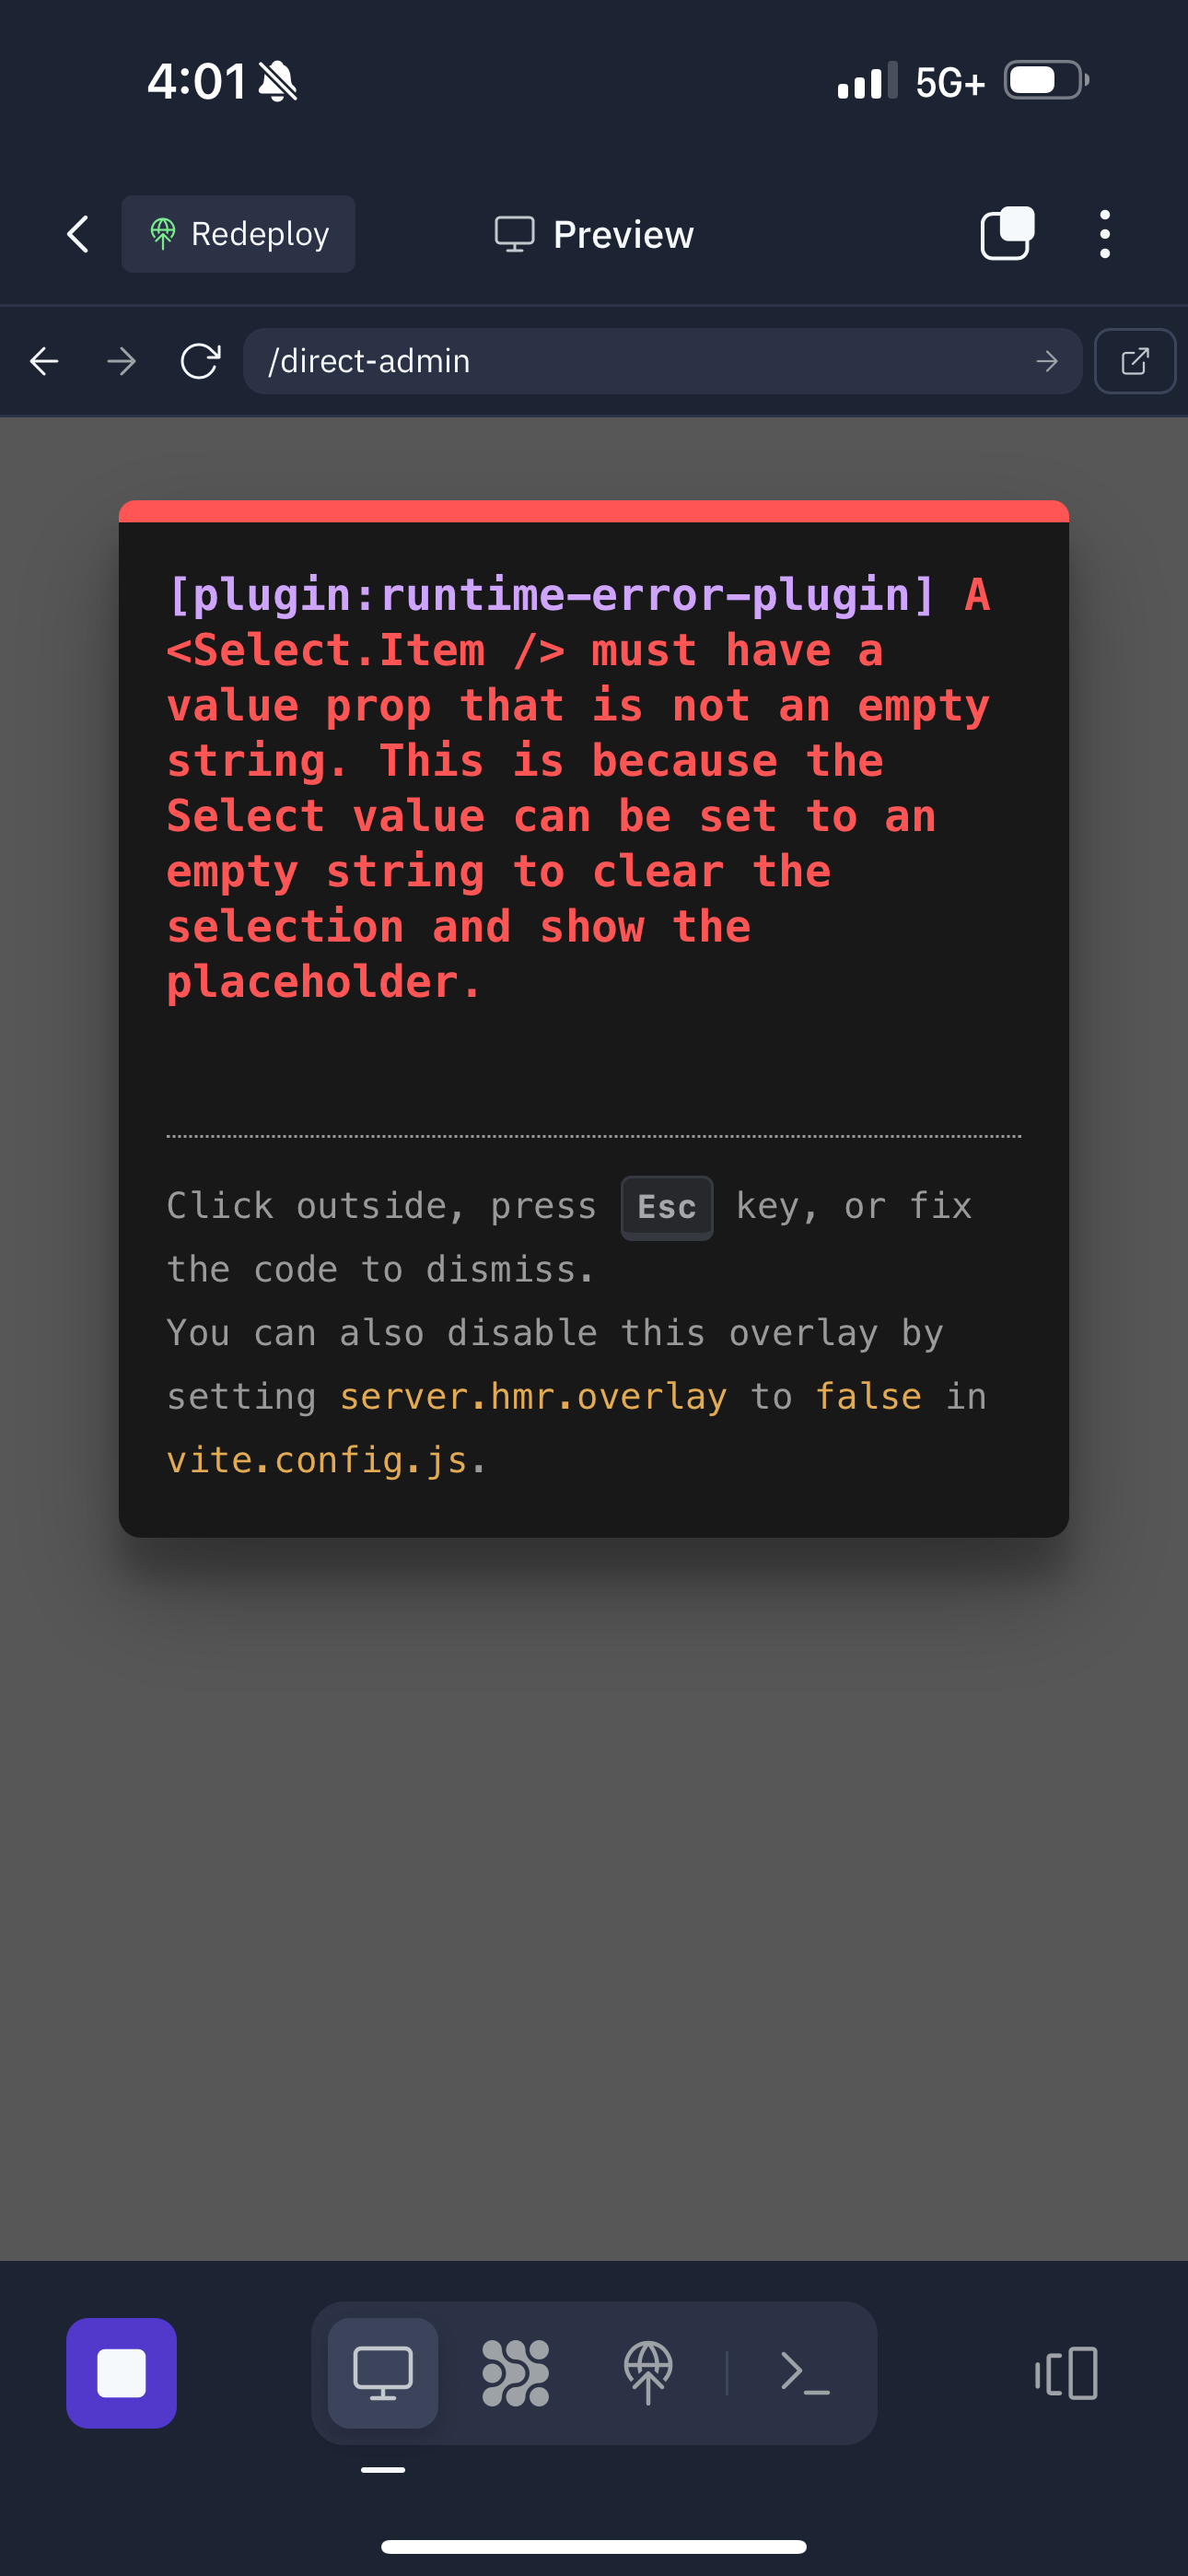 4:01
5G+
Redeploy
Preview
/direct-admin
[plugin:runtime-error-plugin] A
<Select.Item /> must have a
value prop that is not an empty
string. This is because the
Select value can be set to an
empty string to clear the
selection and show the
placeholder.
Click outside, press Esc key, or fix
the code to dismiss.
You can also disable this overlay by
setting server.hmr.overlay to false in
vite.config.js.